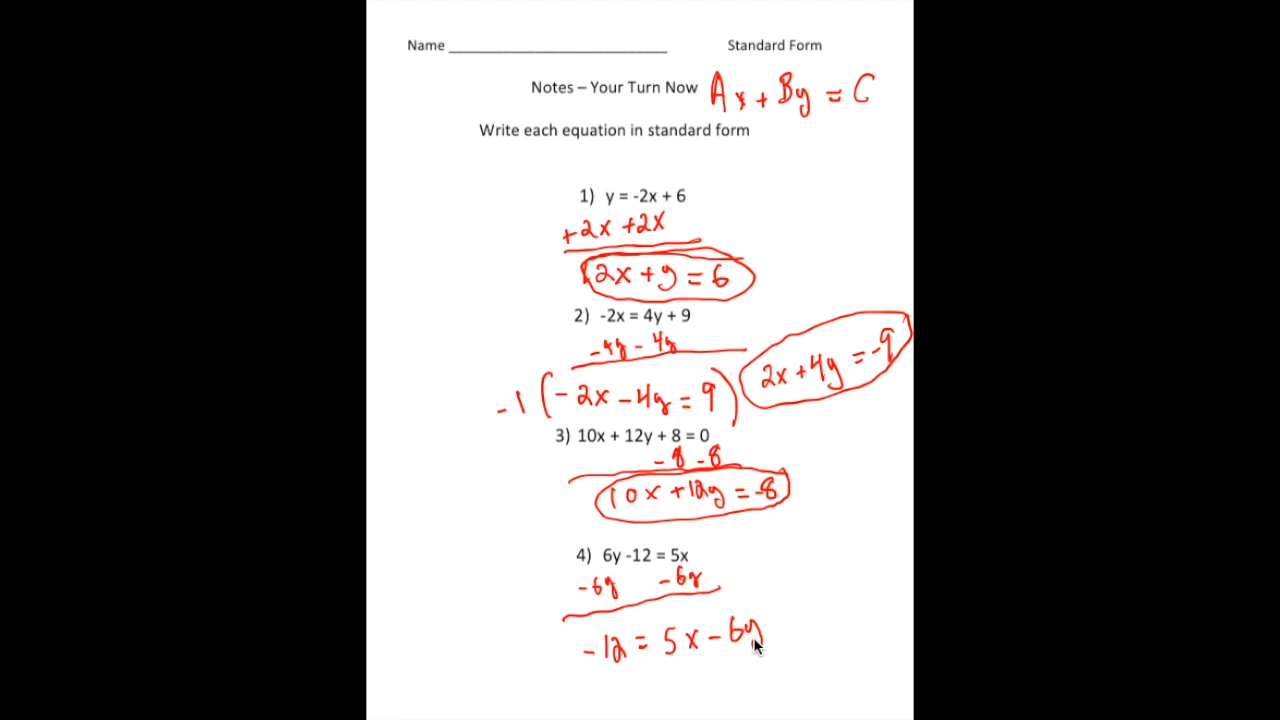 Name ______________________________ Standard Form
Notes – Your Turn Now Ax + By = C
Write each equation in standard form
1) y = -2x + 6
+2x +2x
2x + y = 6
2) -2x = 4y + 9
-4y - 4y
-1 (-2x - 4y = 9) 2x + 4y = -9
3) 10x + 12y + 8 = 0
-8 -8
10x + 12y = -8
4) 6y -12 = 5x
-6y -6y
-12 = 5x - 6y